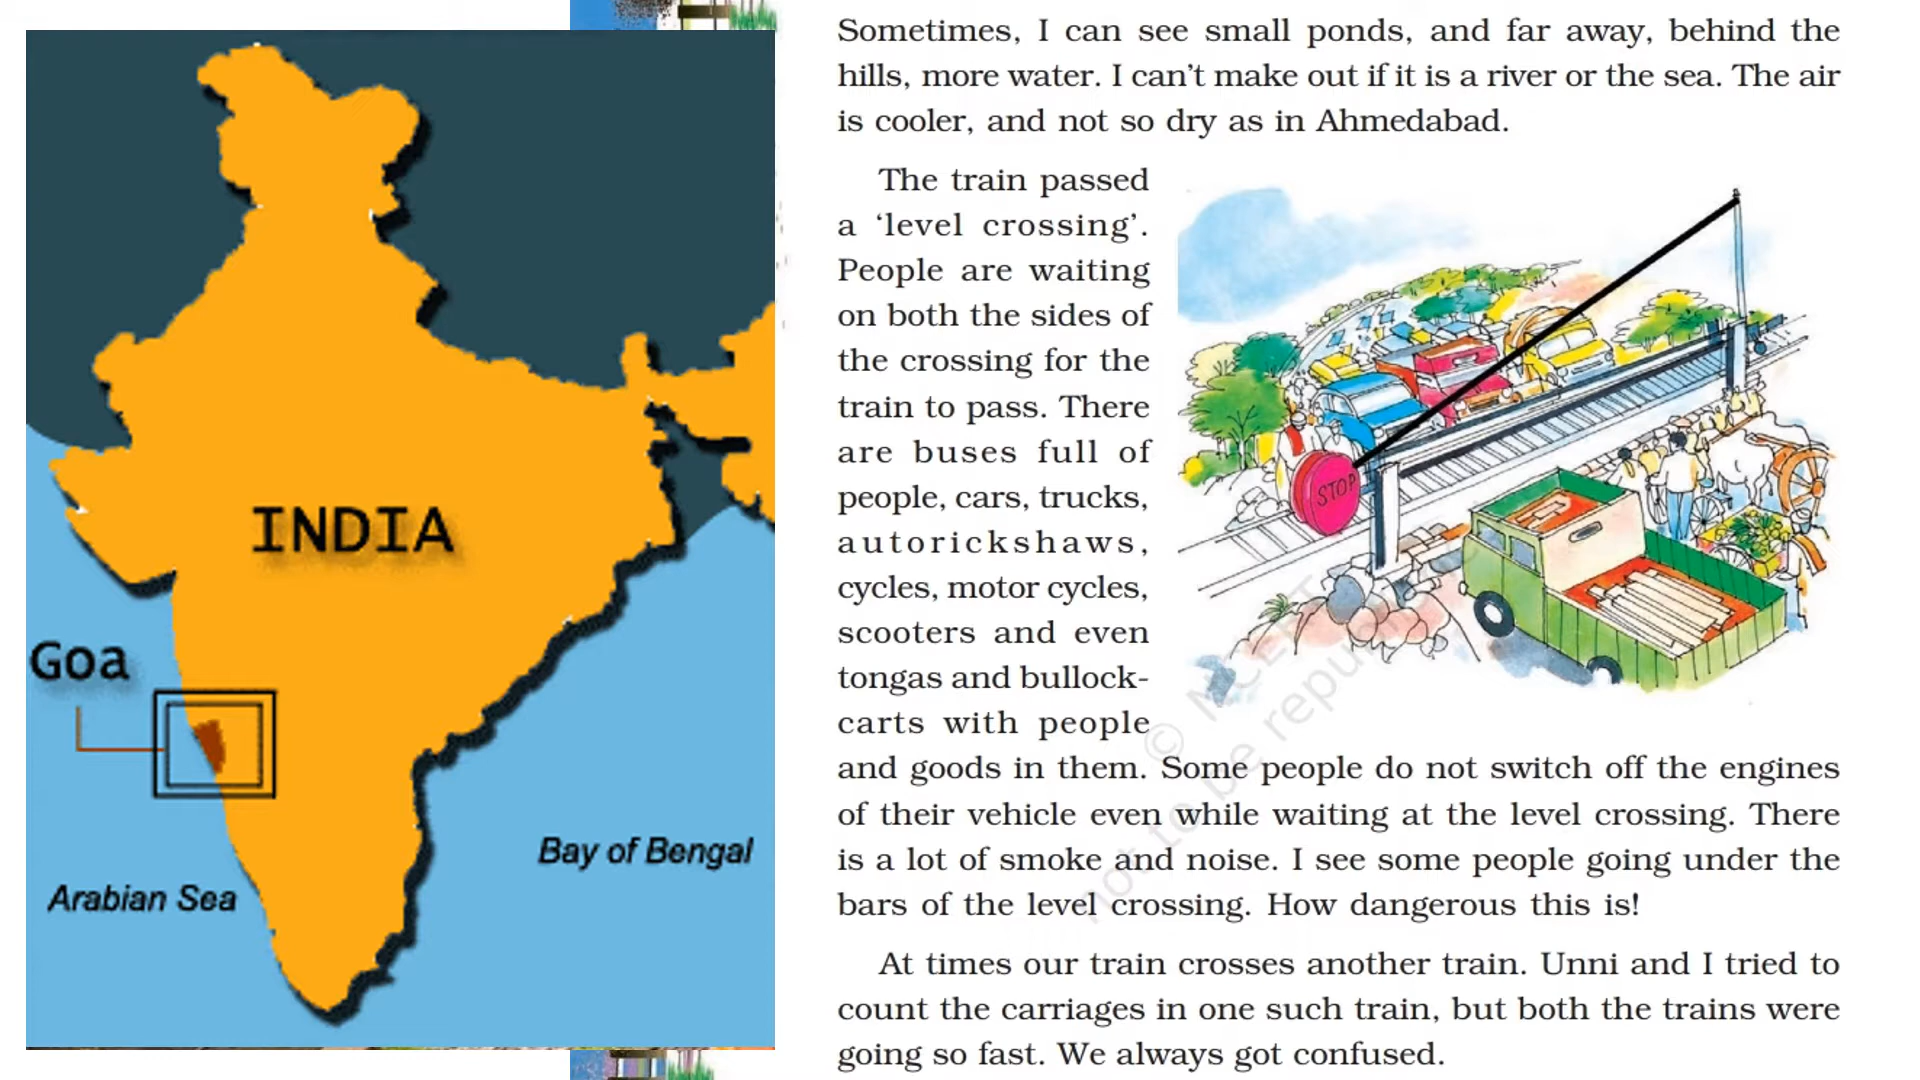 INDIA
Goa
Bay of Bengal
Arabian Sea
Sometimes, I can see small ponds, and far away, behind the
hills, more water. I can't make out if it is a river or the sea. The air
is cooler, and not so dry as in Ahmedabad.
The train passed
a ‘level crossing’.
People are waiting
on both the sides of
the crossing for the
train to pass. There
are buses full of
people, cars, trucks,
autorickshaws,
cycles, motor cycles,
scooters and even
tongas and bullock-
carts with people
and goods in them. Some people do not switch off the engines
of their vehicle even while waiting at the level crossing. There
is a lot of smoke and noise. I see some people going under the
bars of the level crossing. How dangerous this is!
At times our train crosses another train. Unni and I tried to
count the carriages in one such train, but both the trains were
going so fast. We always got confused.
STOP
not to be